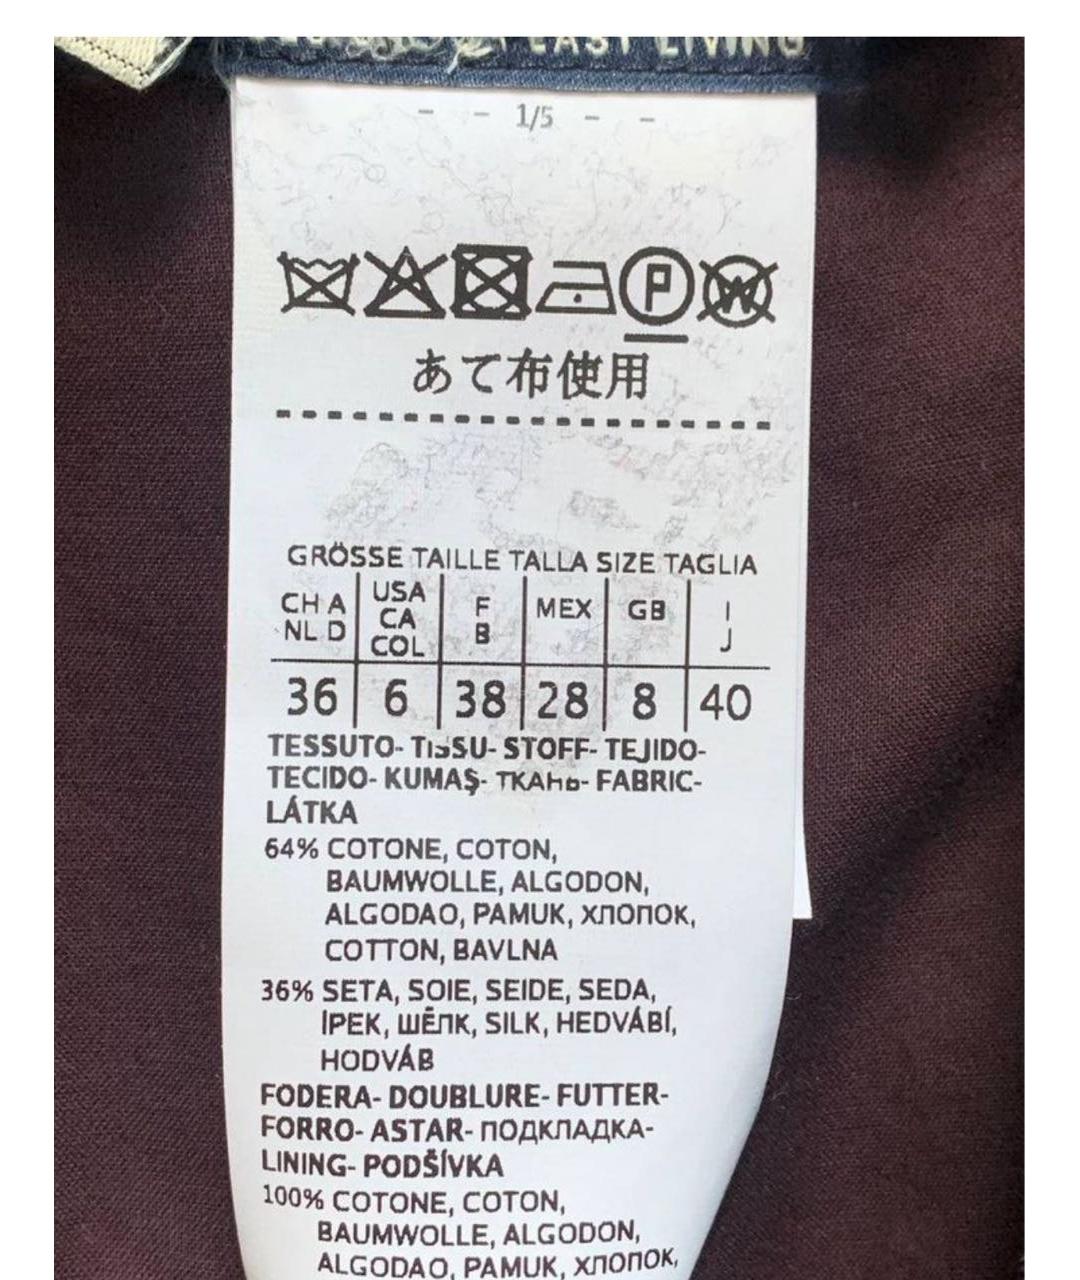 EAST LIVING
- - 1/5 - -
P W
あて布使用
GRÖSSE TAILLE TALLA SIZE TAGLIA
CH A NL D USA CA COL F B MEX GB I J
36 6 38 28 8 40
TESSUTO- TISSU- STOFF- TEJIDO-
TECIDO- KUMAŞ- ТКАНЬ- FABRIC-
LÁTKA
64% COTONE, COTON,
BAUMWOLLE, ALGODON,
ALGODAO, PAMUK, ХЛОПОК,
COTTON, BAVLNA
36% SETA, SOIE, SEIDE, SEDA,
İPEK, ШЁЛК, SILK, HEDVÁBÍ,
HODVÁB
FODERA- DOUBLURE- FUTTER-
FORRO- ASTAR- ПОДКЛАДКА-
LINING- PODŠÍVKA
100% COTONE, COTON,
BAUMWOLLE, ALGODON,
ALGODAO, PAMUK, ХЛОПОК,